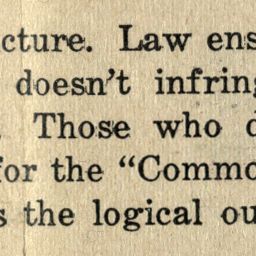 cture. Law ens
doesn't infring
. Those who d
for the "Commo
s the logical ou